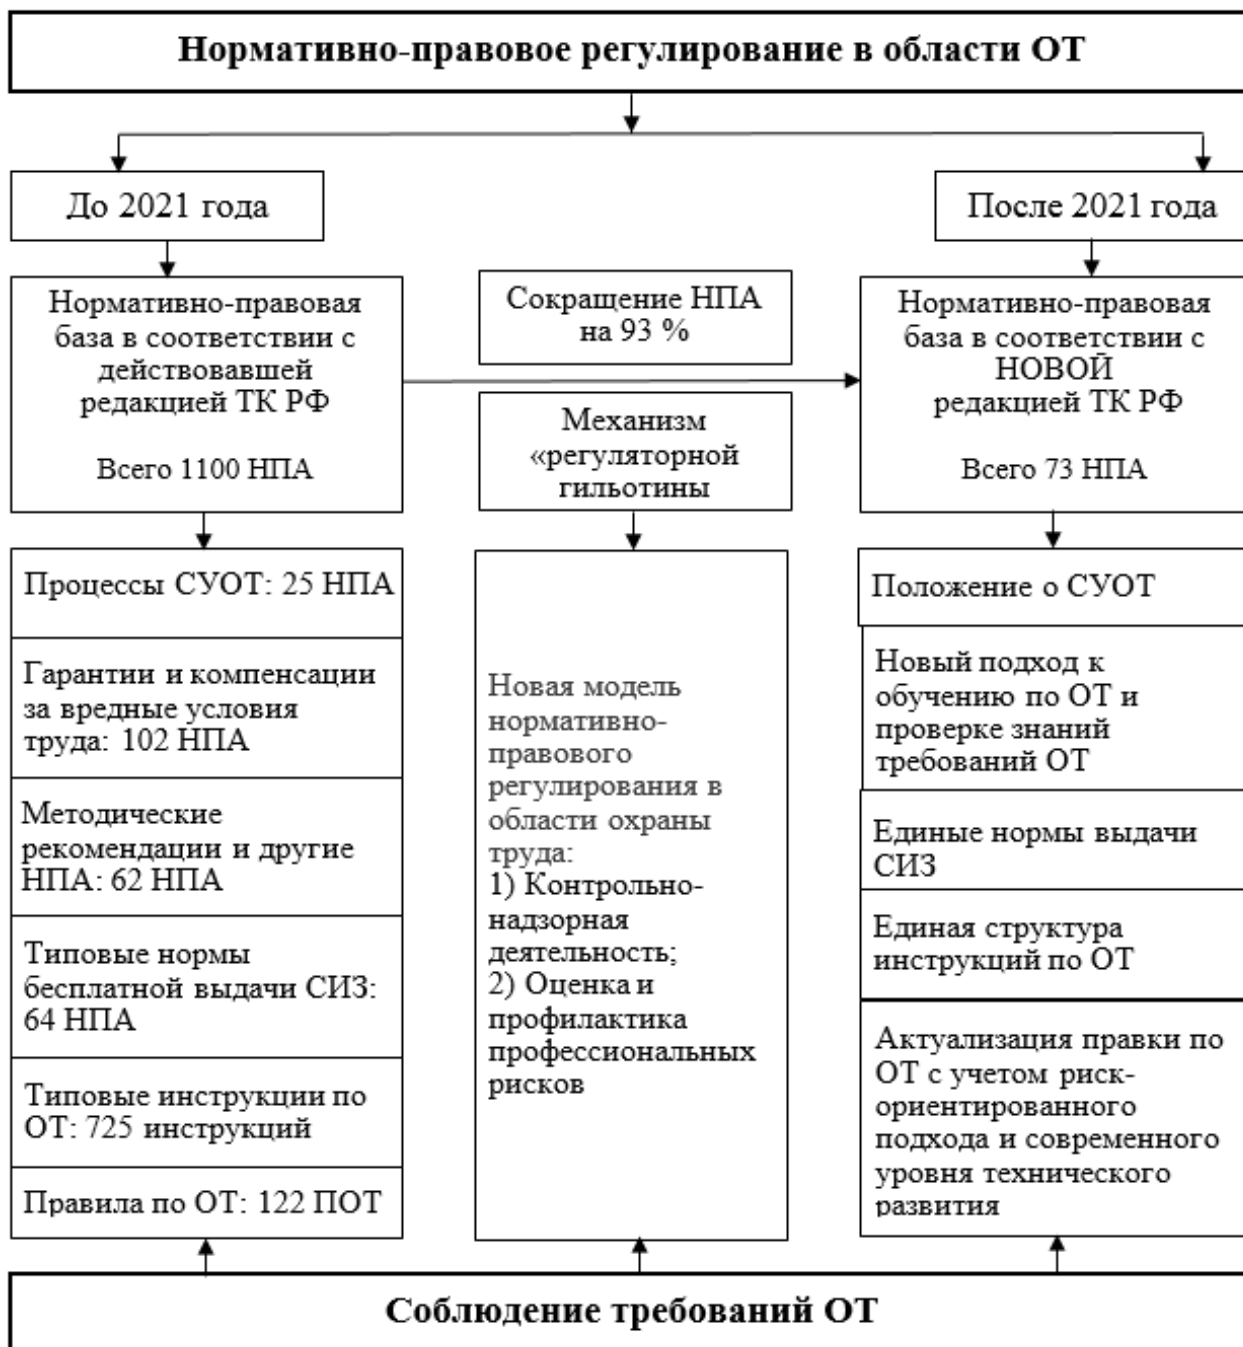 Нормативно-правовое регулирование в области ОТ
До 2021 года
После 2021 года
Нормативно-правовая
база в соответствии с
действовавшей
редакцией ТК РФ
Всего 1100 НПА
Сокращение НПА
на 93 %
Механизм
«регуляторной
гильотины
Нормативно-правовая
база в соответствии с
НОВОЙ
редакцией ТК РФ
Всего 73 НПА
Процессы СУОТ: 25 НПА
Гарантии и компенсации
за вредные условия
труда: 102 НПА
Методические
рекомендации и другие
НПА: 62 НПА
Типовые нормы
бесплатной выдачи СИЗ:
64 НПА
Типовые инструкции по
ОТ: 725 инструкций
Правила по ОТ: 122 ПОТ
Новая модель
нормативно-
правового
регулирования в
области охраны
труда:
1) Контрольно-
надзорная
деятельность;
2) Оценка и
профилактика
профессиональных
рисков
Положение о СУОТ
Новый подход к
обучению по ОТ и
проверке знаний
требований ОТ
Единые нормы выдачи
СИЗ
Единая структура
инструкций по ОТ
Актуализация правки по
ОТ с учетом риск-
ориентированного
подхода и современного
уровня технического
развития
Соблюдение требований ОТ